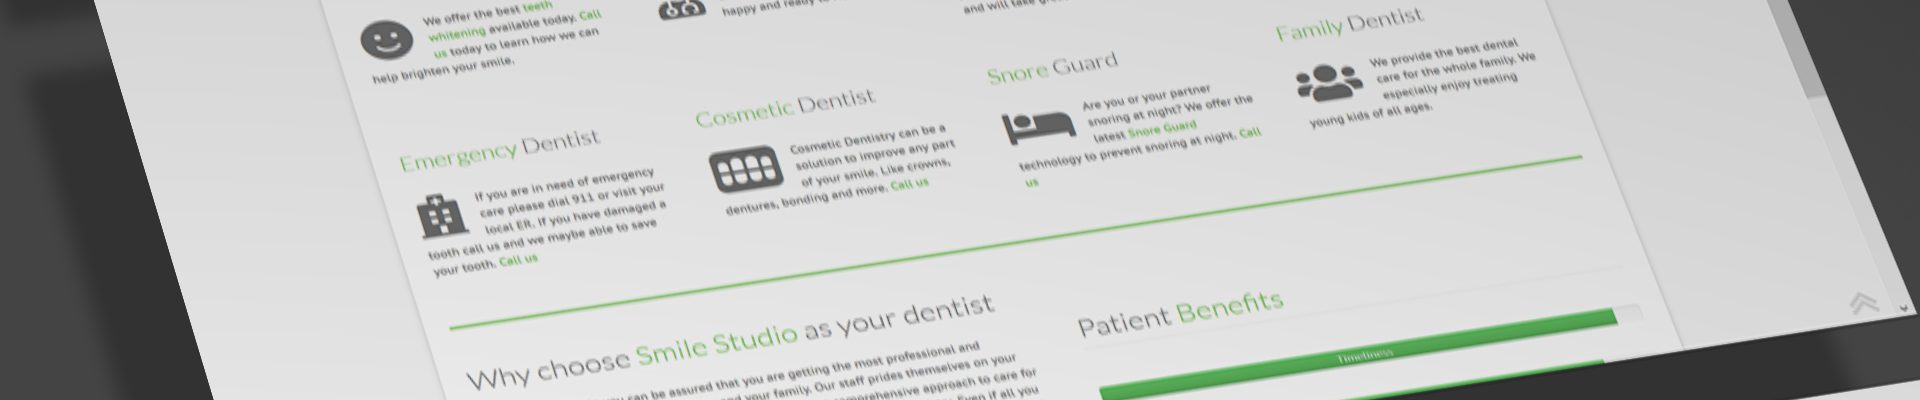 We offer the best teeth
whitening available today. Call
us today to learn how we can
help brighten your smile.
happy and ready to
and will take
Emergency Dentist
If you are in need of emergency
care please dial 911 or visit your
local ER. If you have damaged a
tooth call us and we maybe able to save
your tooth. Call us
Cosmetic Dentist
Cosmetic Dentistry can be a
solution to improve any part
of your smile. Like crowns,
dentures, bonding and more. Call us
Snore Guard
Are you or your partner
snoring at night? We offer the
latest Snore Guard
technology to prevent snoring at night. Call
us
Family Dentist
We provide the best dental
care for the whole family. We
especially enjoy treating
young kids of all ages.
Why choose Smile Studio as your dentist
you can be assured that you are getting the most professional and
and your family. Our staff prides themselves on your
comprehensive approach to care for
Even if all you
Patient Benefits
Timeliness